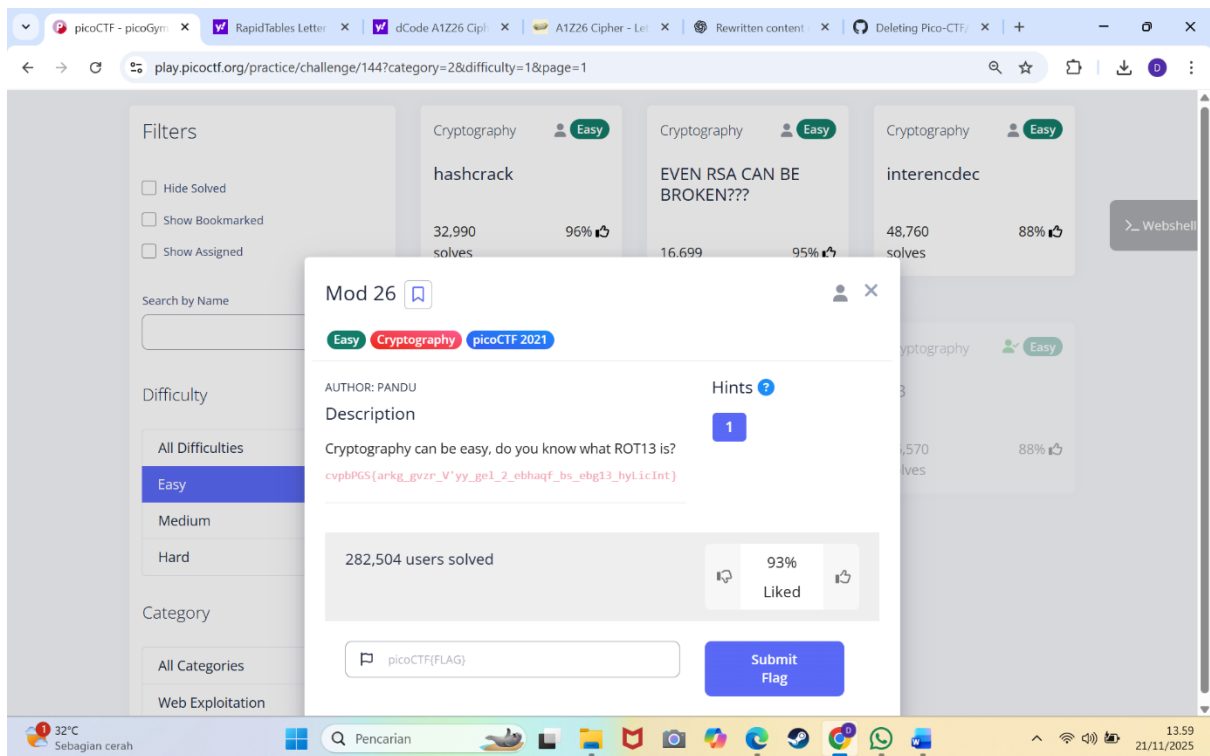 picoCTF - picoGym
RapidTables Letter
dCode A1Z26 Ciph
A1Z26 Cipher - Let
Rewritten content
Deleting Pico-CTF/
play.picoctf.org/practice/challenge/144?category=2&difficulty=1&page=1
D
Filters
Hide Solved
Show Bookmarked
Show Assigned
Search by Name
Difficulty
All Difficulties
Easy
Medium
Hard
Category
All Categories
Web Exploitation
Cryptography Easy
hashcrack
32,990 96%
solves
Cryptography Easy
EVEN RSA CAN BE
BROKEN???
16,699 95%
Cryptography Easy
interencdec
48,760 88%
solves
>_ Webshell
Easy
88%
Mod 26
Easy Cryptography picoCTF 2021
AUTHOR: PANDU
Description
Cryptography can be easy, do you know what ROT13 is?
cvpbPGS{arkg_gvzr_V'yy_gel_2_ebhaqf_bs_ebg13_hyLicInt}
Hints ?
1
282,504 users solved
93%
Liked
picoCTF{FLAG}
Submit
Flag
1
32°C
Sebagian cerah
Pencarian
13.59
21/11/2025